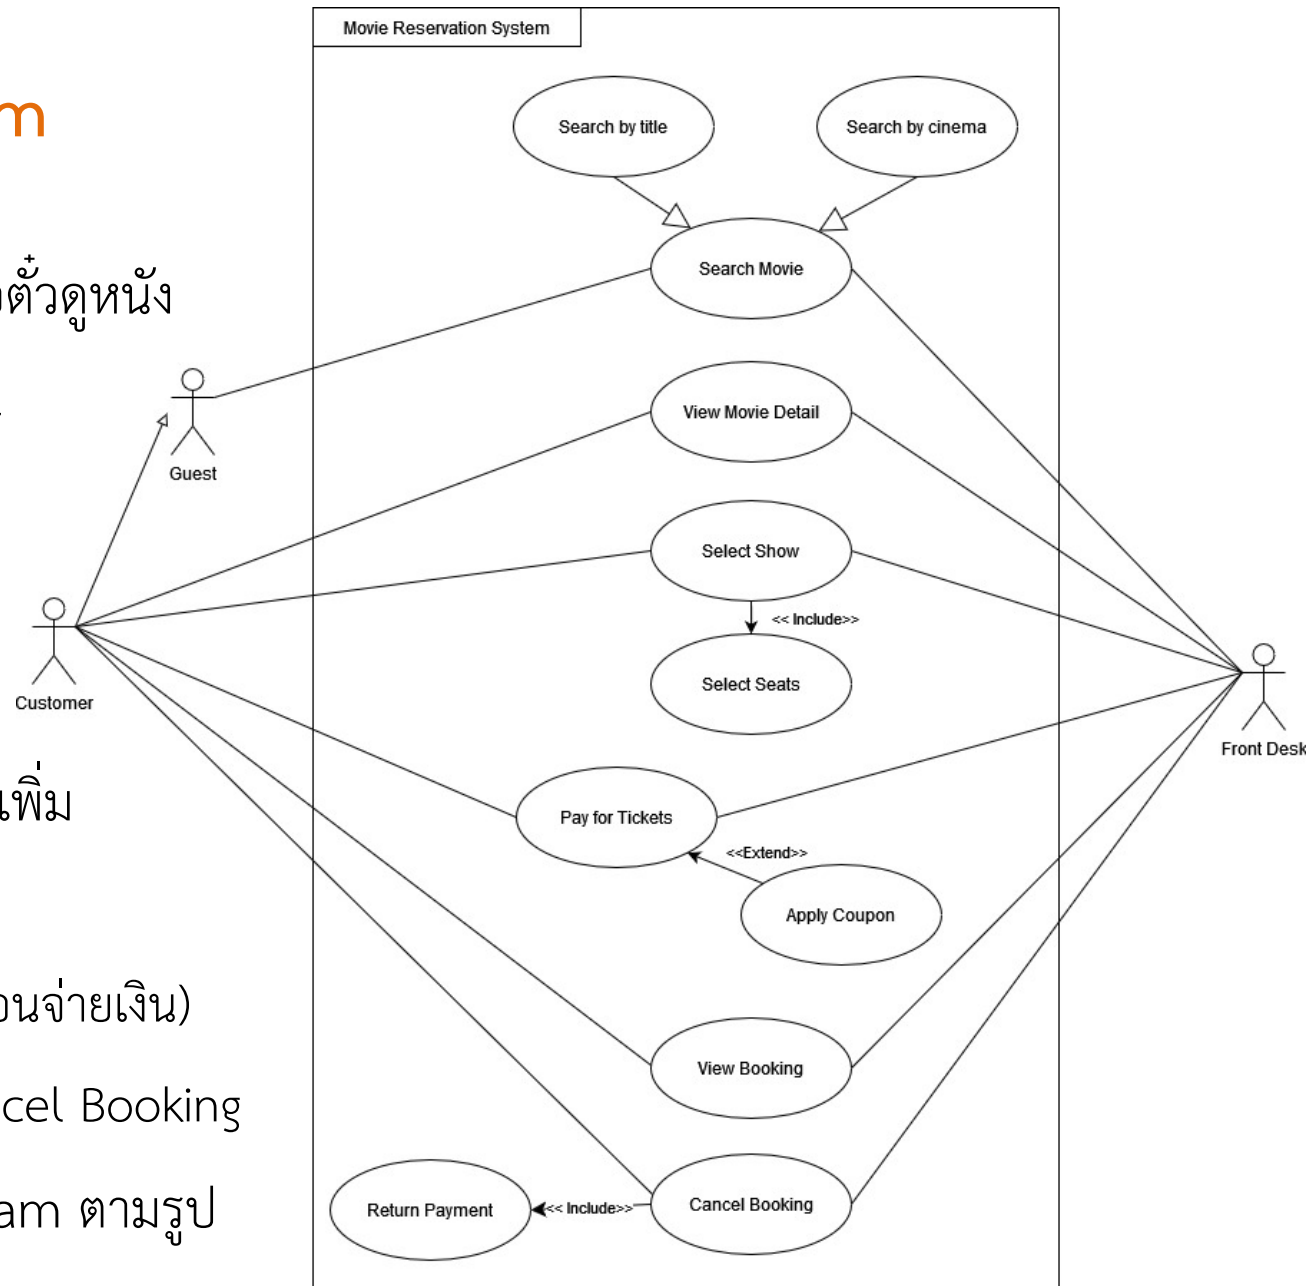 Movie Reservation System
m
Search by title
Search by cinema
ตั๋วดูหนัง
Search Movie
View Movie Detail
Guest
Select Show
<< Include>>
Customer
Select Seats
Front Desk
เพิ่ม
Pay for Tickets
<<Extend>>
Apply Coupon
อนจ่ายเงิน)
View Booking
cel Booking
Return Payment
<< Include>>
Cancel Booking
am ตามรูป